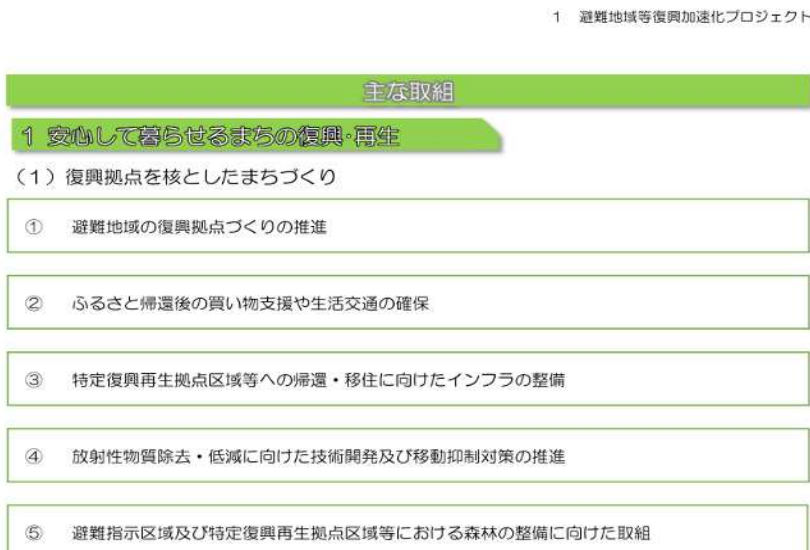 1 避難地域等復興加速化プロジェクト
主な取組
1 安心して暮らせるまちの復興・再生
（１）復興拠点を核としたまちづくり
① 避難地域の復興拠点づくりの推進
② ふるさと帰還後の買い物支援や生活交通の確保
③ 特定復興再生拠点区域等への帰還・移住に向けたインフラの整備
④ 放射性物質除去・低減に向けた技術開発及び移動抑制対策の推進
⑤ 避難指示区域及び特定復興再生拠点区域等における森林の整備に向けた取組